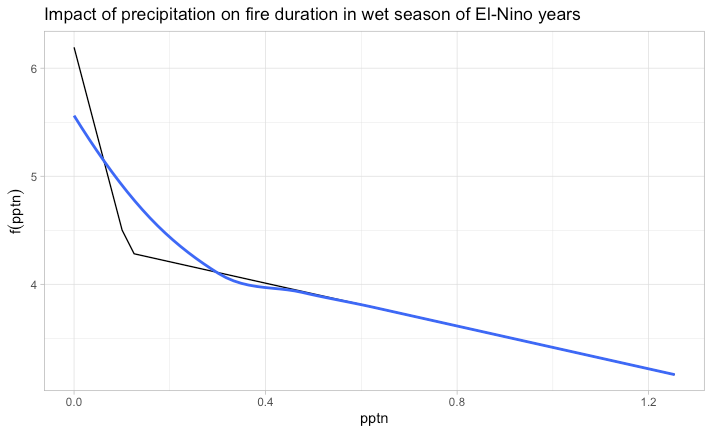 Impact of precipitation on fire duration in wet season of El-Nino years
f(pptn)
6
5
4
0.0 0.4 0.8 1.2
pptn